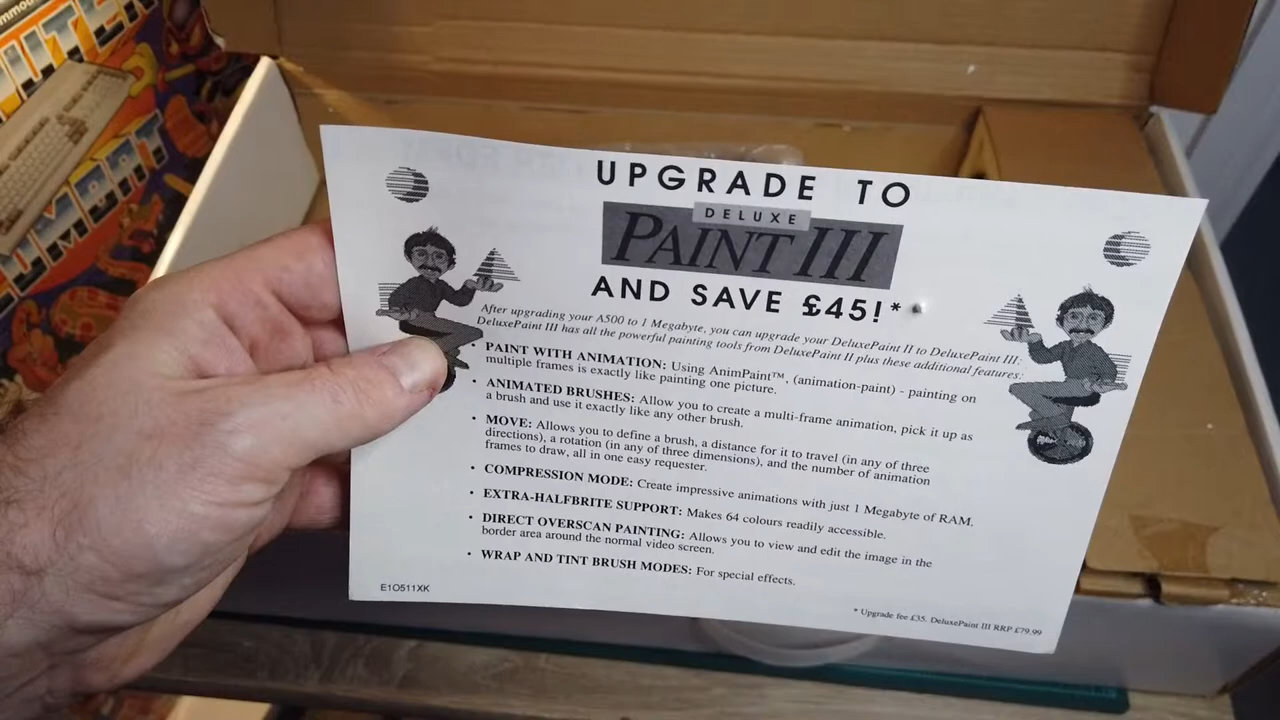 UPGRADE TO
DELUXE
PAINT III
AND SAVE £45!*
After upgrading your A500 to 1 Megabyte, you can upgrade your DeluxePaint II to DeluxePaint III:
DeluxePaint III has all the powerful painting tools from DeluxePaint II plus these additional features:
• PAINT WITH ANIMATION: Using AnimPaint™, (animation-paint) - painting on
multiple frames is exactly like painting one picture.
• ANIMATED BRUSHES: Allow you to create a multi-frame animation, pick it up as
a brush and use it exactly like any other brush.
• MOVE: Allows you to define a brush, a distance for it to travel (in any of three
directions), a rotation (in any of three dimensions), and the number of animation
frames to draw, all in one easy requester.
• COMPRESSION MODE: Create impressive animations with just 1 Megabyte of RAM.
• EXTRA-HALFBRITE SUPPORT: Makes 64 colours readily accessible.
• DIRECT OVERSCAN PAINTING: Allows you to view and edit the image in the
border area around the normal video screen.
• WRAP AND TINT BRUSH MODES: For special effects.
E1O511XK
* Upgrade fee £35. DeluxePaint III RRP £79.99